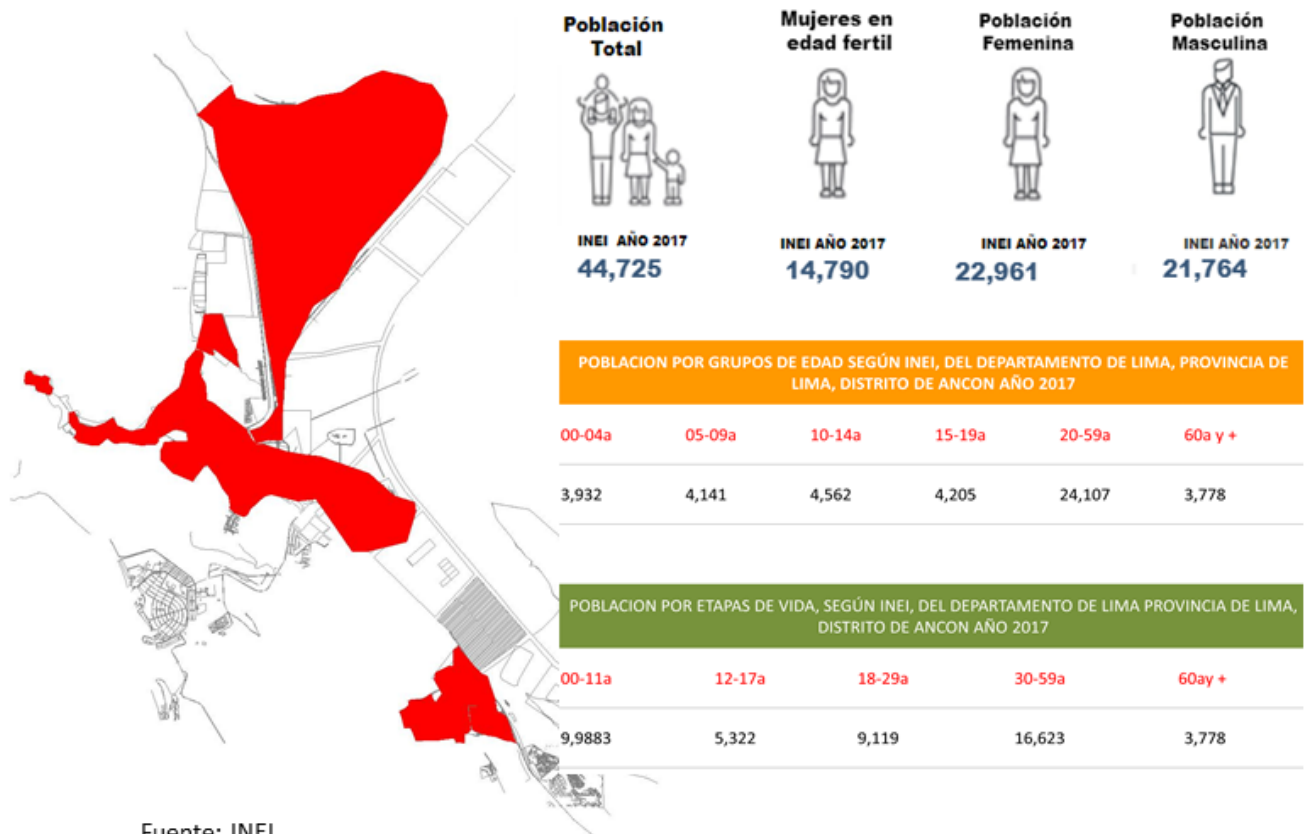 Población
Total
Mujeres en
edad fertil
Población
Femenina
Población
Masculina
INEI AÑO 2017
INEI AÑO 2017
INEI AÑO 2017
INEI AÑO 2017
44,725
14,790
22,961
21,764
POBLACION POR GRUPOS DE EDAD SEGÚN INEI, DEL DEPARTAMENTO DE LIMA, PROVINCIA DE
LIMA, DISTRITO DE ANCON AÑO 2017
00-04a 05-09a 10-14a 15-19a 20-59a 60a y +
3,932 4,141 4,562 4,205 24,107 3,778
POBLACION POR ETAPAS DE VIDA, SEGÚN INEI, DEL DEPARTAMENTO DE LIMA PROVINCIA DE LIMA,
DISTRITO DE ANCON AÑO 2017
00-11a 12-17a 18-29a 30-59a 60ay +
9,9883 5,322 9,119 16,623 3,778
Fuente: INEI